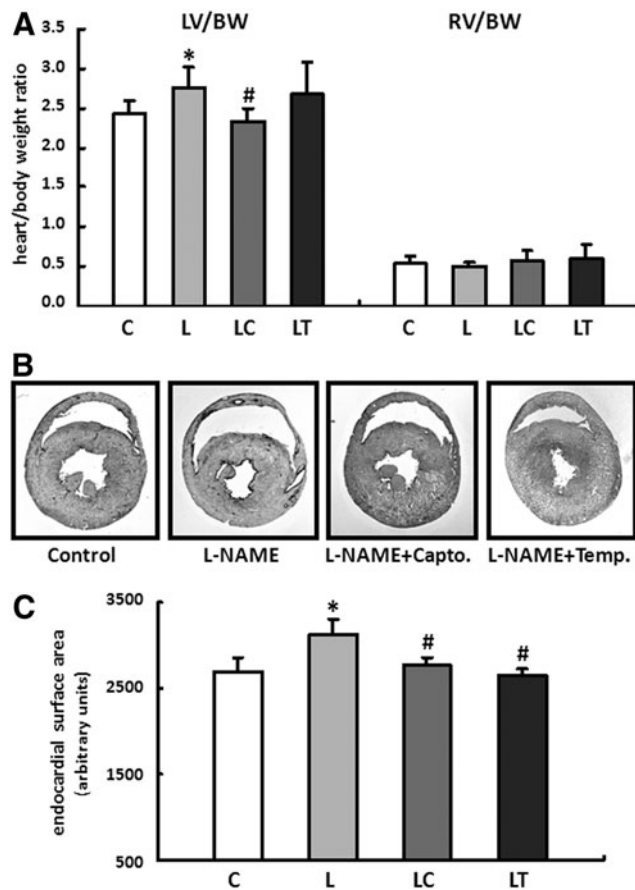 A
LV/BW RV/BW
heart/body weight ratio
3.5
3.0
2.5
2.0
1.5
1.0
0.5
0.0
* #
C L LC LT C L LC LT
B
Control L-NAME L-NAME+Capto. L-NAME+Temp.
C
endocardial surface area
(arbitrary units)
3500
2500
1500
500
* # #
C L LC LT